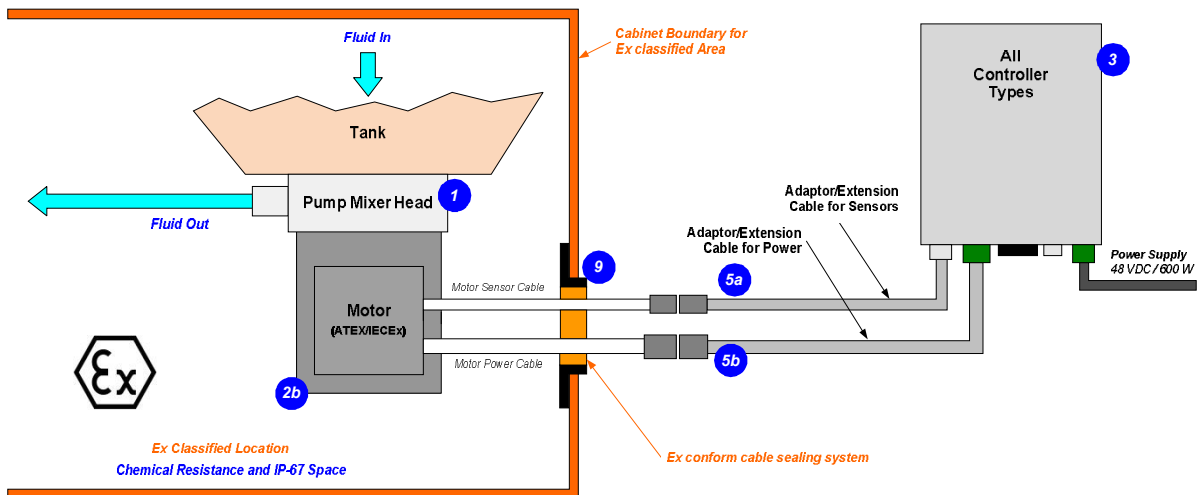 Fluid In
Cabinet Boundary for
Ex classified Area
All
Controller
Types
3
Tank
Pump Mixer Head
1
Fluid Out
Adaptor/Extension
Cable for Sensors
Adaptor/Extension
Cable for Power
Power Supply
48 VDC / 600 W
9
5a
Motor Sensor Cable
Motor
(ATEX/IECEx)
Motor Power Cable
5b
2b
Ex
Ex Classified Location
Chemical Resistance and IP-67 Space
Ex conform cable sealing system